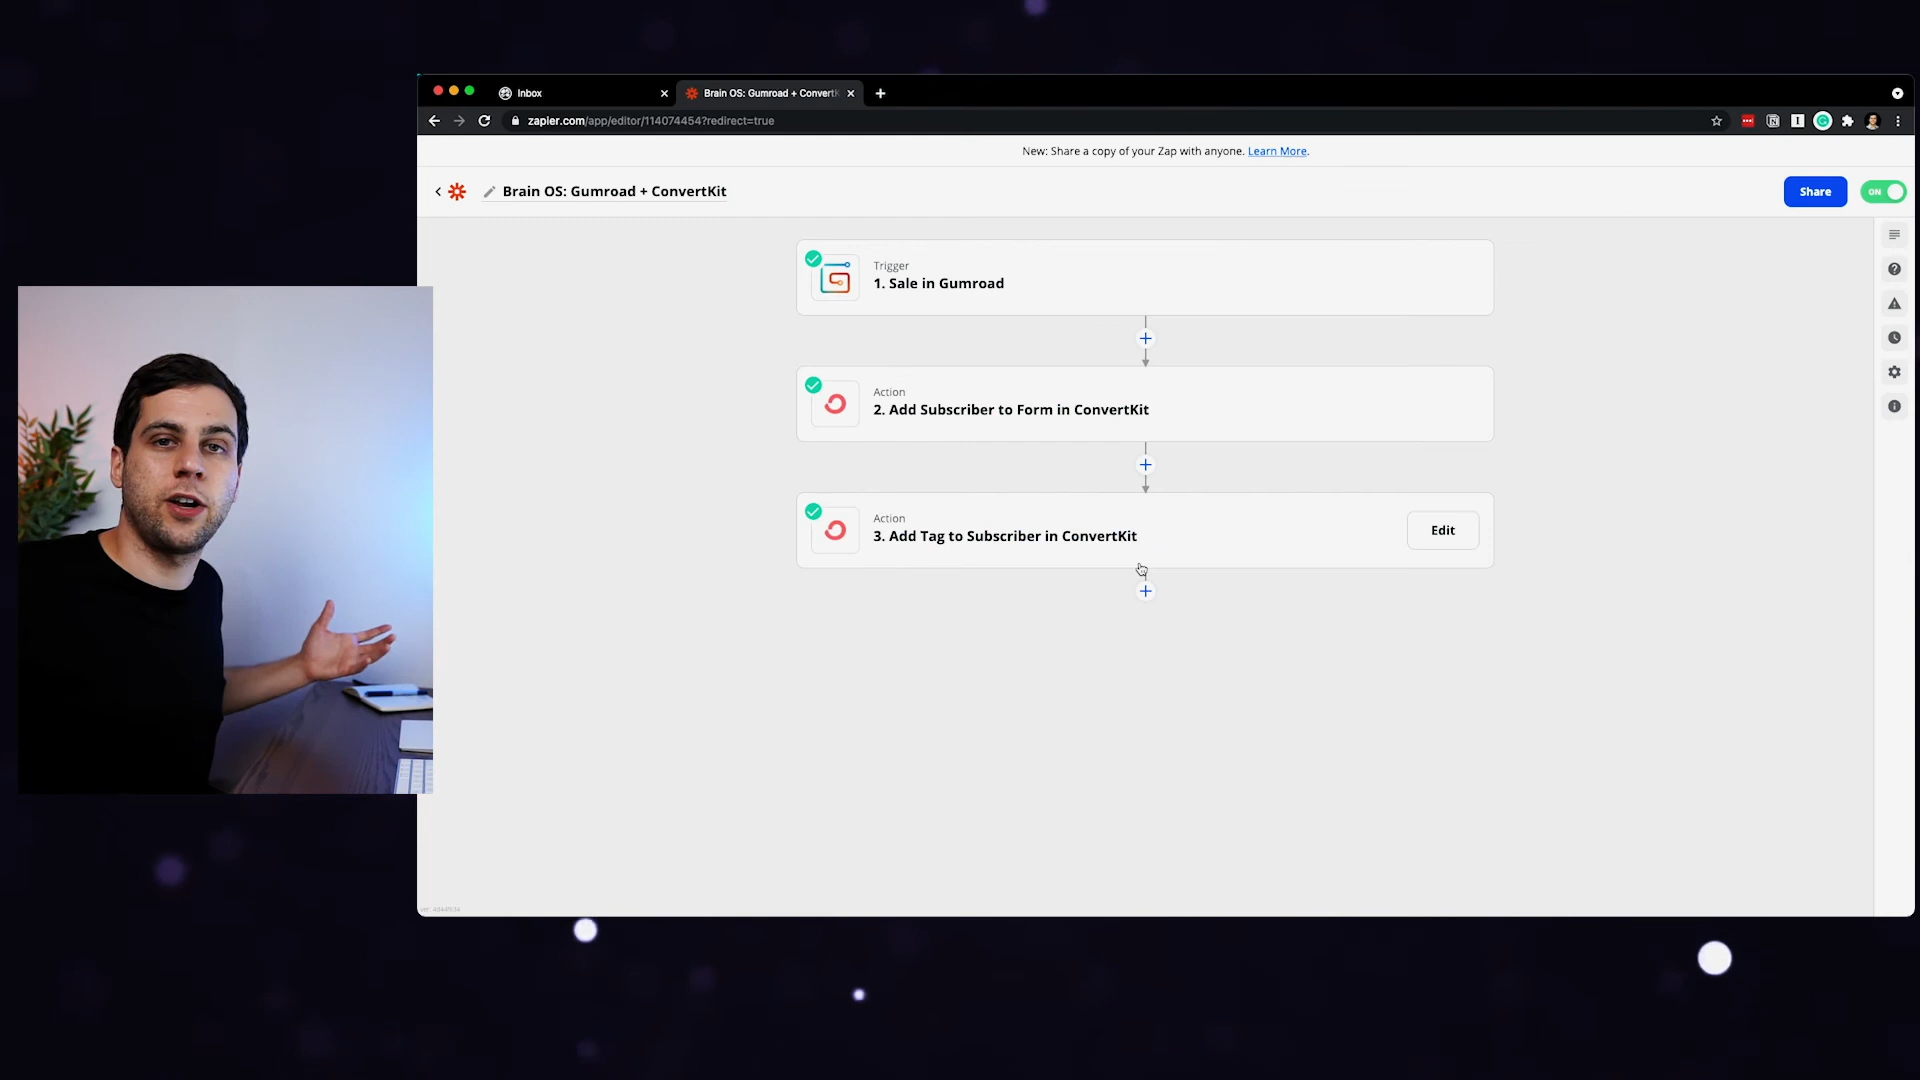 Inbox
Brain OS: Gumroad + ConvertK
zapier.com/app/editor/114074454?redirect=true
New: Share a copy of your Zap with anyone. Learn More.
Brain OS: Gumroad + ConvertKit
Share
ON
Trigger
1. Sale in Gumroad
Action
2. Add Subscriber to Form in ConvertKit
Action
3. Add Tag to Subscriber in ConvertKit
Edit